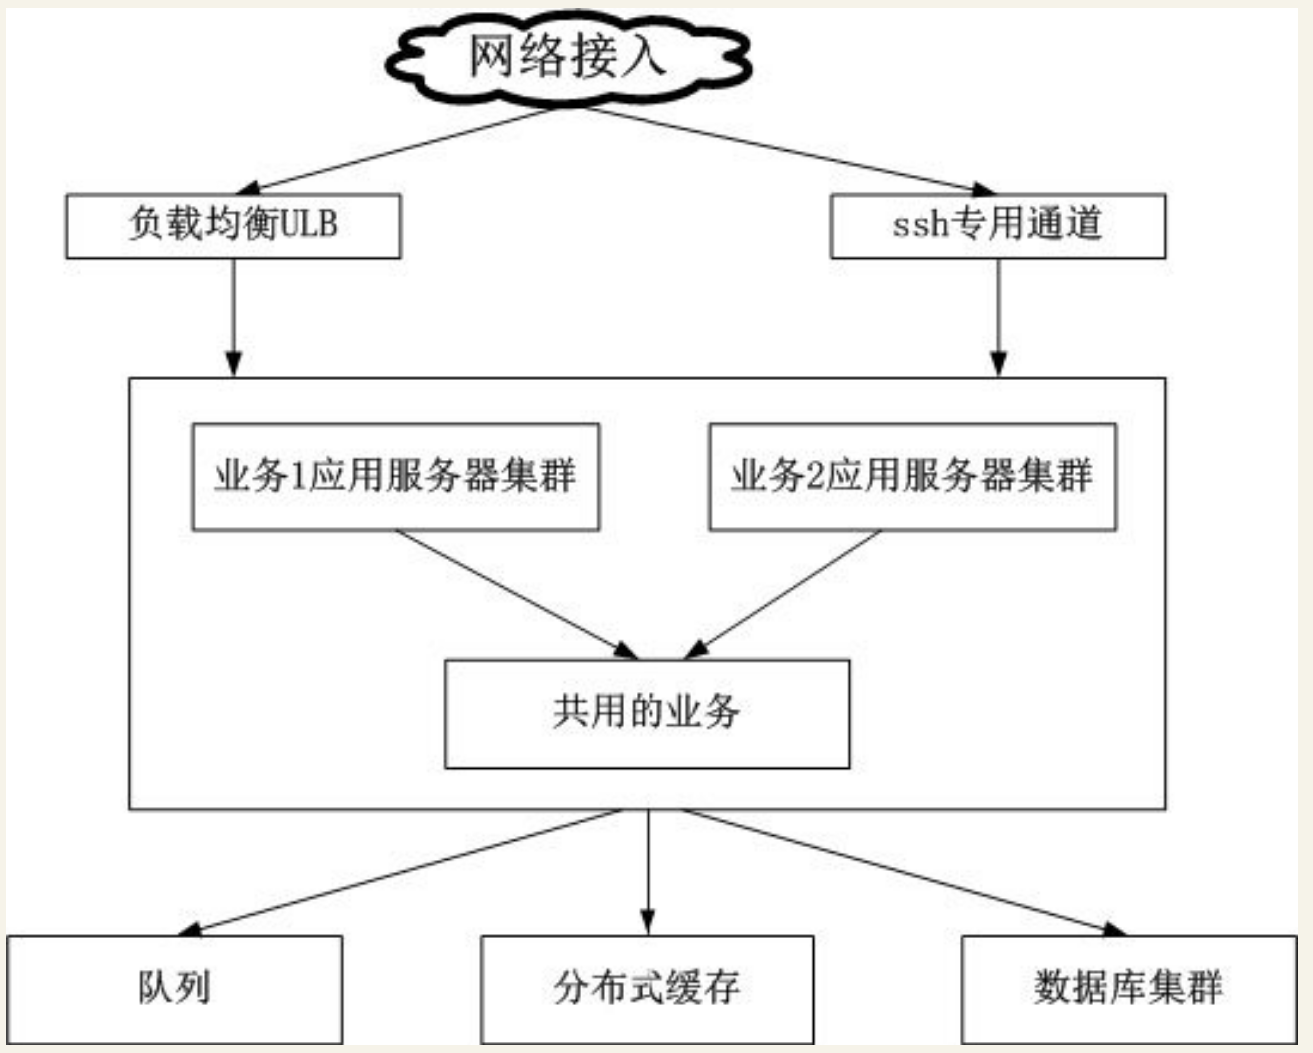 网络接入
负载均衡ULB
ssh专用通道
业务1应用服务器集群
业务2应用服务器集群
共用的业务
队列
分布式缓存
数据库集群